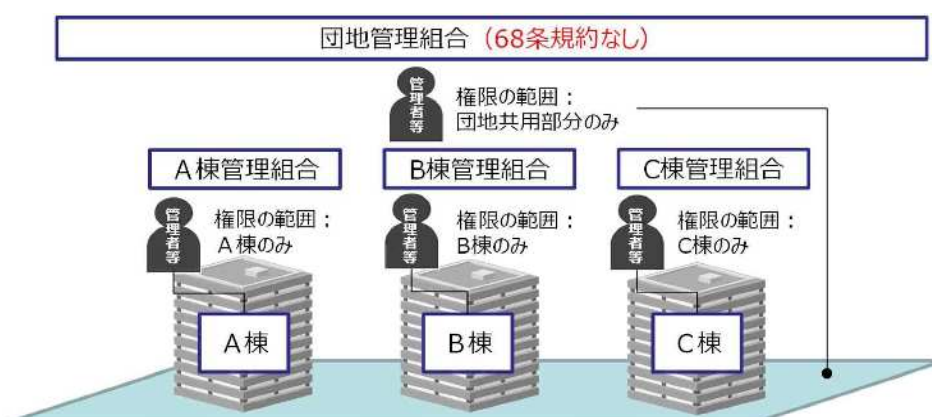 団地管理組合（68条規約なし）
管理者等
権限の範囲：
団地共用部分のみ
A棟管理組合
B棟管理組合
C棟管理組合
管理者等
権限の範囲：
A棟のみ
管理者等
権限の範囲：
B棟のみ
管理者等
権限の範囲：
C棟のみ
A棟
B棟
C棟